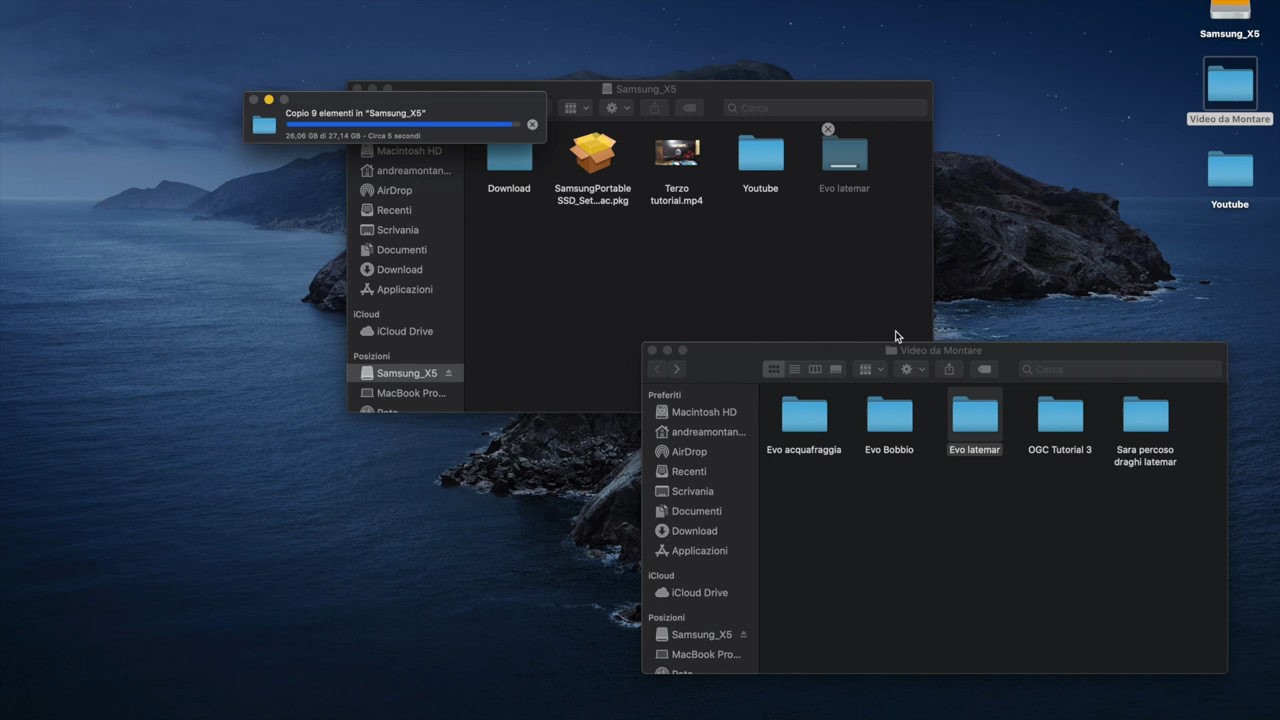 Samsung_X5
Video da Montare
Youtube
Copio 9 elementi in “Samsung_X5”
26,06 GB di 27,14 GB - Circa 5 secondi
Samsung_X5
Cerca
Macintosh HD
andreamontan...
AirDrop
Recenti
Scrivania
Documenti
Download
Applicazioni
iCloud
iCloud Drive
Posizioni
Samsung_X5
MacBook Pro...
Rete
Download
SamsungPortable
SSD_Set...ac.pkg
Terzo
tutorial.mp4
Youtube
Evo latemar
Video da Montare
Cerca
Preferiti
Macintosh HD
andreamontan...
AirDrop
Recenti
Scrivania
Documenti
Download
Applicazioni
iCloud
iCloud Drive
Posizioni
Samsung_X5
MacBook Pro...
Rete
Evo acquafraggia
Evo Bobbio
Evo latemar
OGC Tutorial 3
Sara percoso
draghi latemar